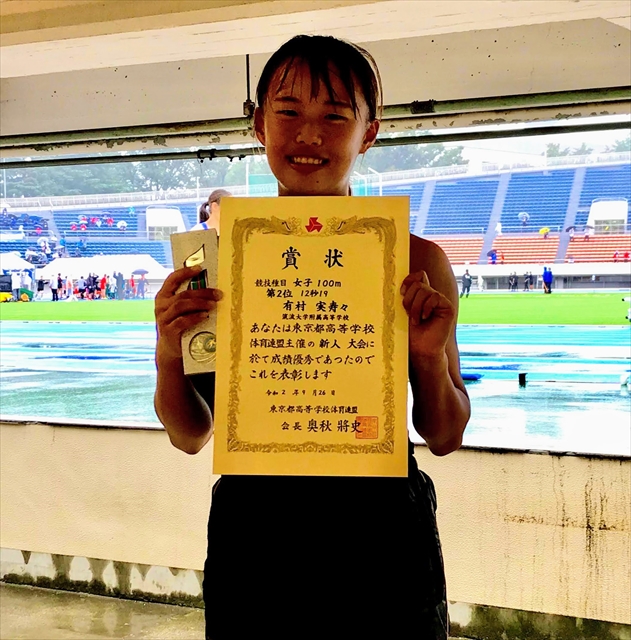 賞状
競技種目 女子 100m
第2位 12秒19
有村 実寿々
筑波大学附属高等学校
あなたは東京都高等学校
体育連盟主催の 新人 大会に
於て成績優秀であつたので
これを表彰します
令和 2 年 9 月 26 日
東京都高等学校体育連盟
会長 奥秋 將史